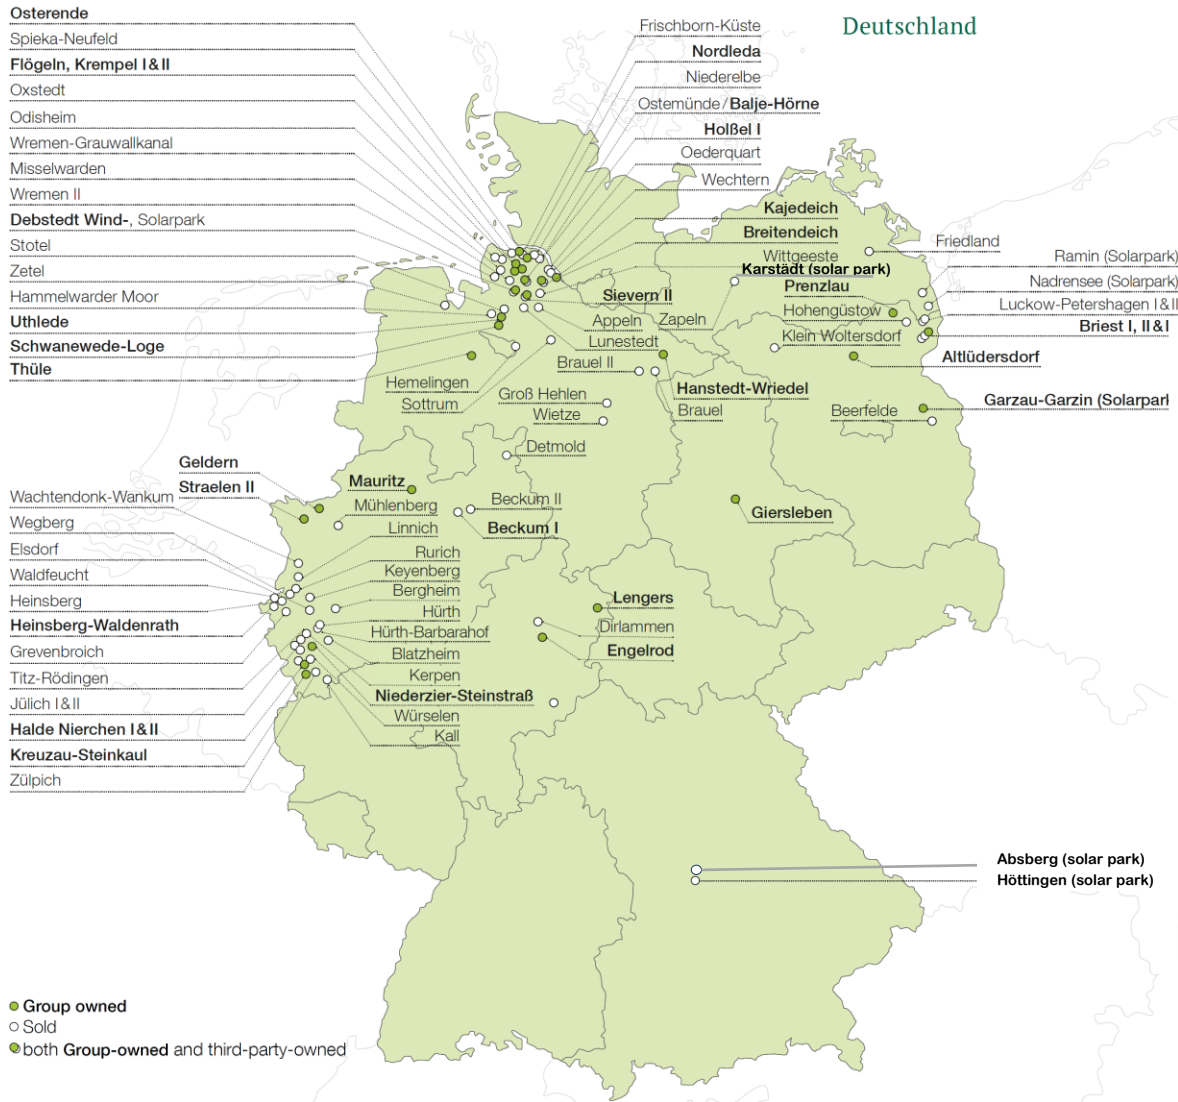 Deutschland
Osterende
Spieka-Neufeld
Flögeln, Krempel I & II
Oxstedt
Odisheim
Wremen-Grauwallkanal
Misselwarden
Wremen II
Debstedt Wind-, Solarpark
Stotel
Zetel
Hammelwarder Moor
Uthlede
Schwanewede-Loge
Thüle
Frischborn-Küste
Nordleda
Niederelbe
Ostemünde / Balje-Hörne
Holßel I
Oederquart
Wechtern
Kajedeich
Breitendeich
Wittgeeste
Karstädt (solar park)
Prenzlau
Hohengüstow
Klein Woltersdorf
Friedland
Ramin (Solarpark)
Nadrensee (Solarpark)
Luckow-Petershagen I & II
Briest I, II & I
Altlüdersdorf
Garzau-Garzin (Solarpark
Beerfelde
Sievern II
Appeln
Zapeln
Lunestedt
Brauel II
Hanstedt-Wriedel
Brauel
Hemelingen
Sottrum
Groß Hehlen
Wietze
Detmold
Geldern
Straelen II
Mauritz
Mühlenberg
Beckum II
Beckum I
Giersleben
Wachtendonk-Wankum
Wegberg
Elsdorf
Waldfeucht
Heinsberg
Heinsberg-Waldenrath
Grevenbroich
Titz-Rödingen
Jülich I & II
Halde Nierchen I & II
Kreuzau-Steinkaul
Zülpich
Linnich
Rurich
Keyenberg
Bergheim
Hürth
Hürth-Barbarahof
Blatzheim
Kerpen
Niederzier-Steinstraß
Würselen
Kall
Lengers
Dirlammen
Engelrod
Absberg (solar park)
Höttingen (solar park)
Group owned
Sold
both Group-owned and third-party-owned